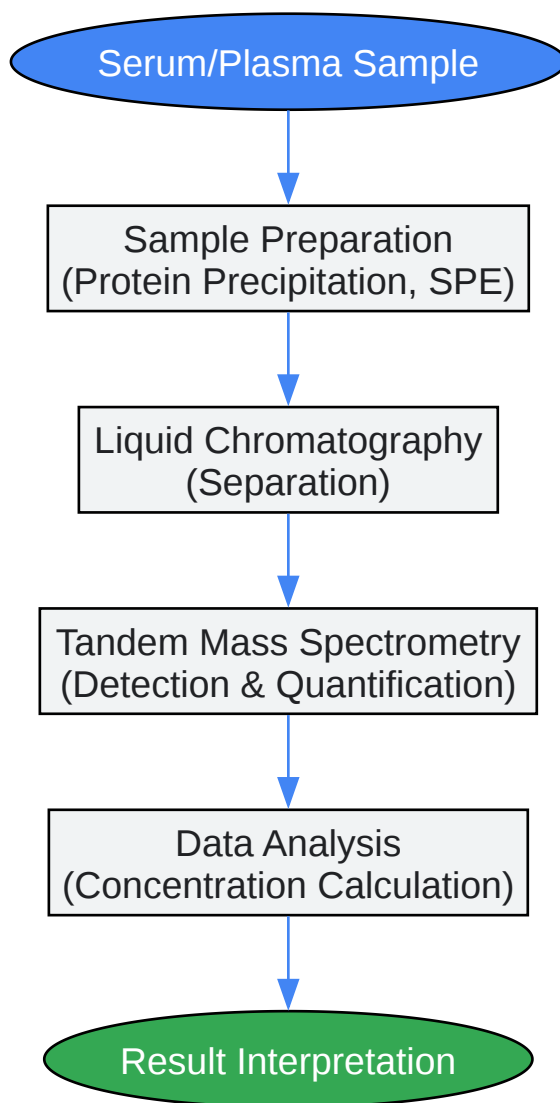 Serum/Plasma Sample
Sample Preparation
(Protein Precipitation, SPE)
Liquid Chromatography
(Separation)
Tandem Mass Spectrometry
(Detection & Quantification)
Data Analysis
(Concentration Calculation)
Result Interpretation